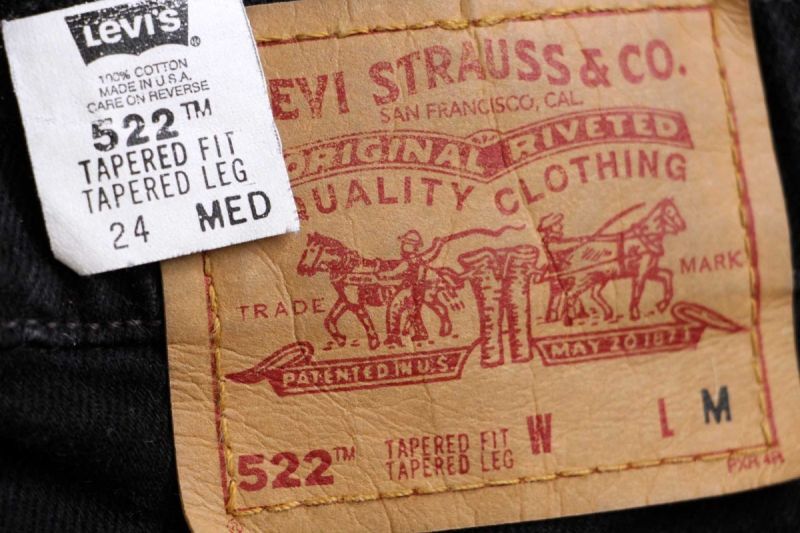 Levi's ®
100% COTTON
MADE IN U.S.A.
CARE ON REVERSE
522™
TAPERED FIT
TAPERED LEG
24 MED
EVI STRAUSS & CO.
SAN FRANCISCO, CAL.
ORIGINAL RIVETED
QUALITY CLOTHING
TRADE MARK
PATENTED IN U.S. MAY 20 1873
522™ TAPERED FIT W L M
TAPERED LEG